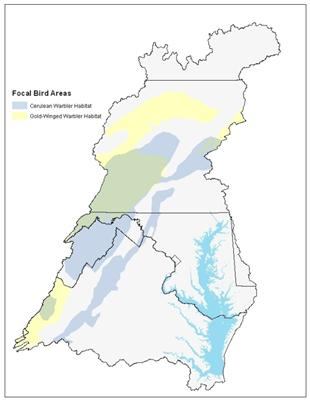 Focal Bird Areas
Cerulean Warbler Habitat
Gold-Winged Warbler Habitat